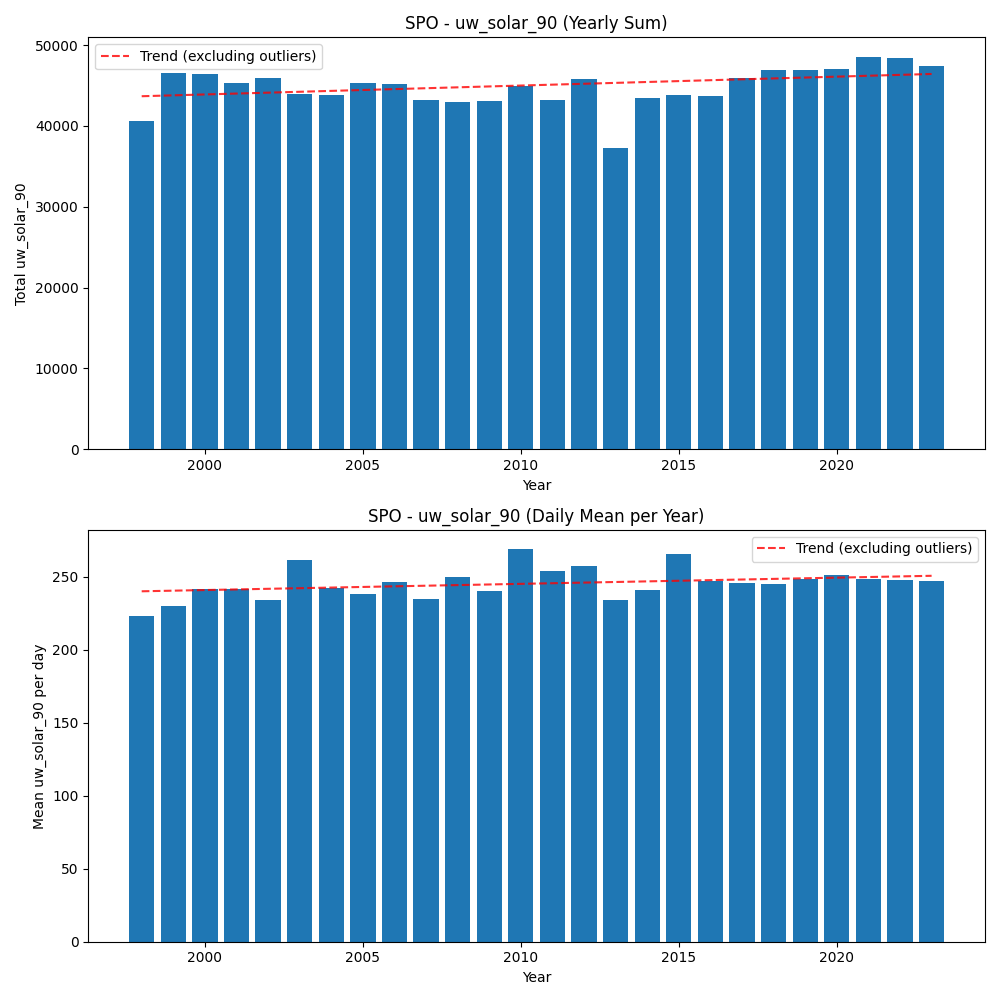 SPO - uw_solar_90 (Yearly Sum)
Trend (excluding outliers)
50000
40000
30000
20000
10000
0
Total uw_solar_90
2000 2005 2010 2015 2020
Year
SPO - uw_solar_90 (Daily Mean per Year)
Trend (excluding outliers)
250
200
150
100
50
0
Mean uw_solar_90 per day
2000 2005 2010 2015 2020
Year